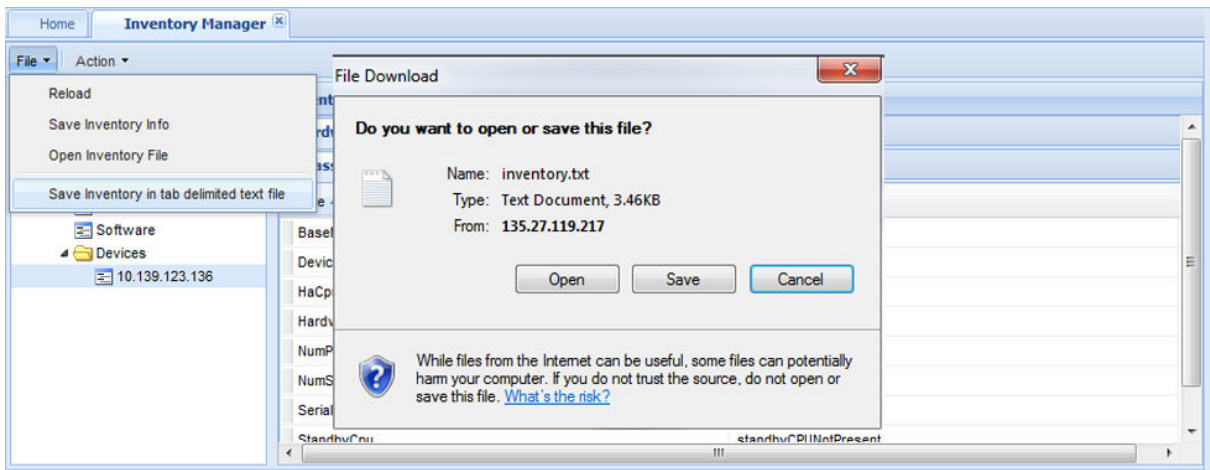 Home
Inventory Manager
File
Action
Reload
Save Inventory Info
Open Inventory File
Save Inventory in tab delimited text file
Software
Devices
10.139.123.136
StandbyCpu
standbyCPUNotPresent
File Download
Do you want to open or save this file?
Name: inventory.txt
Type: Text Document, 3.46KB
From: 135.27.119.217
Open
Save
Cancel
While files from the Internet can be useful, some files can potentially
harm your computer. If you do not trust the source, do not open or
save this file. What's the risk?